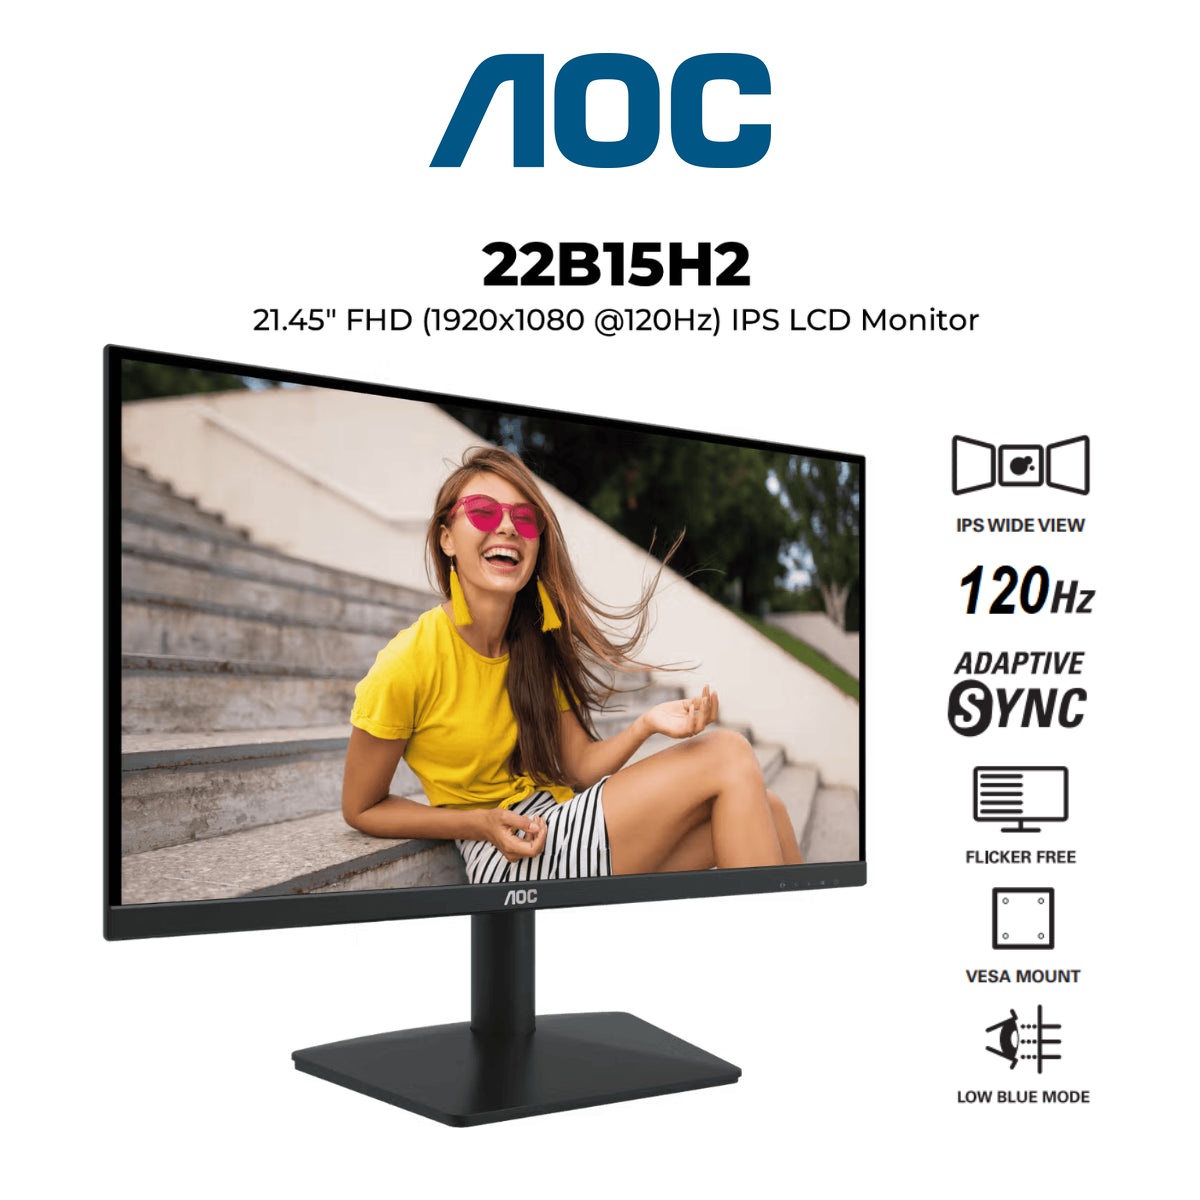 AOC
22B15H2
21.45" FHD (1920x1080 @120Hz) IPS LCD Monitor
IPS WIDE VIEW
120Hz
ADAPTIVE
SYNC
FLICKER FREE
VESA MOUNT
LOW BLUE MODE
AOC